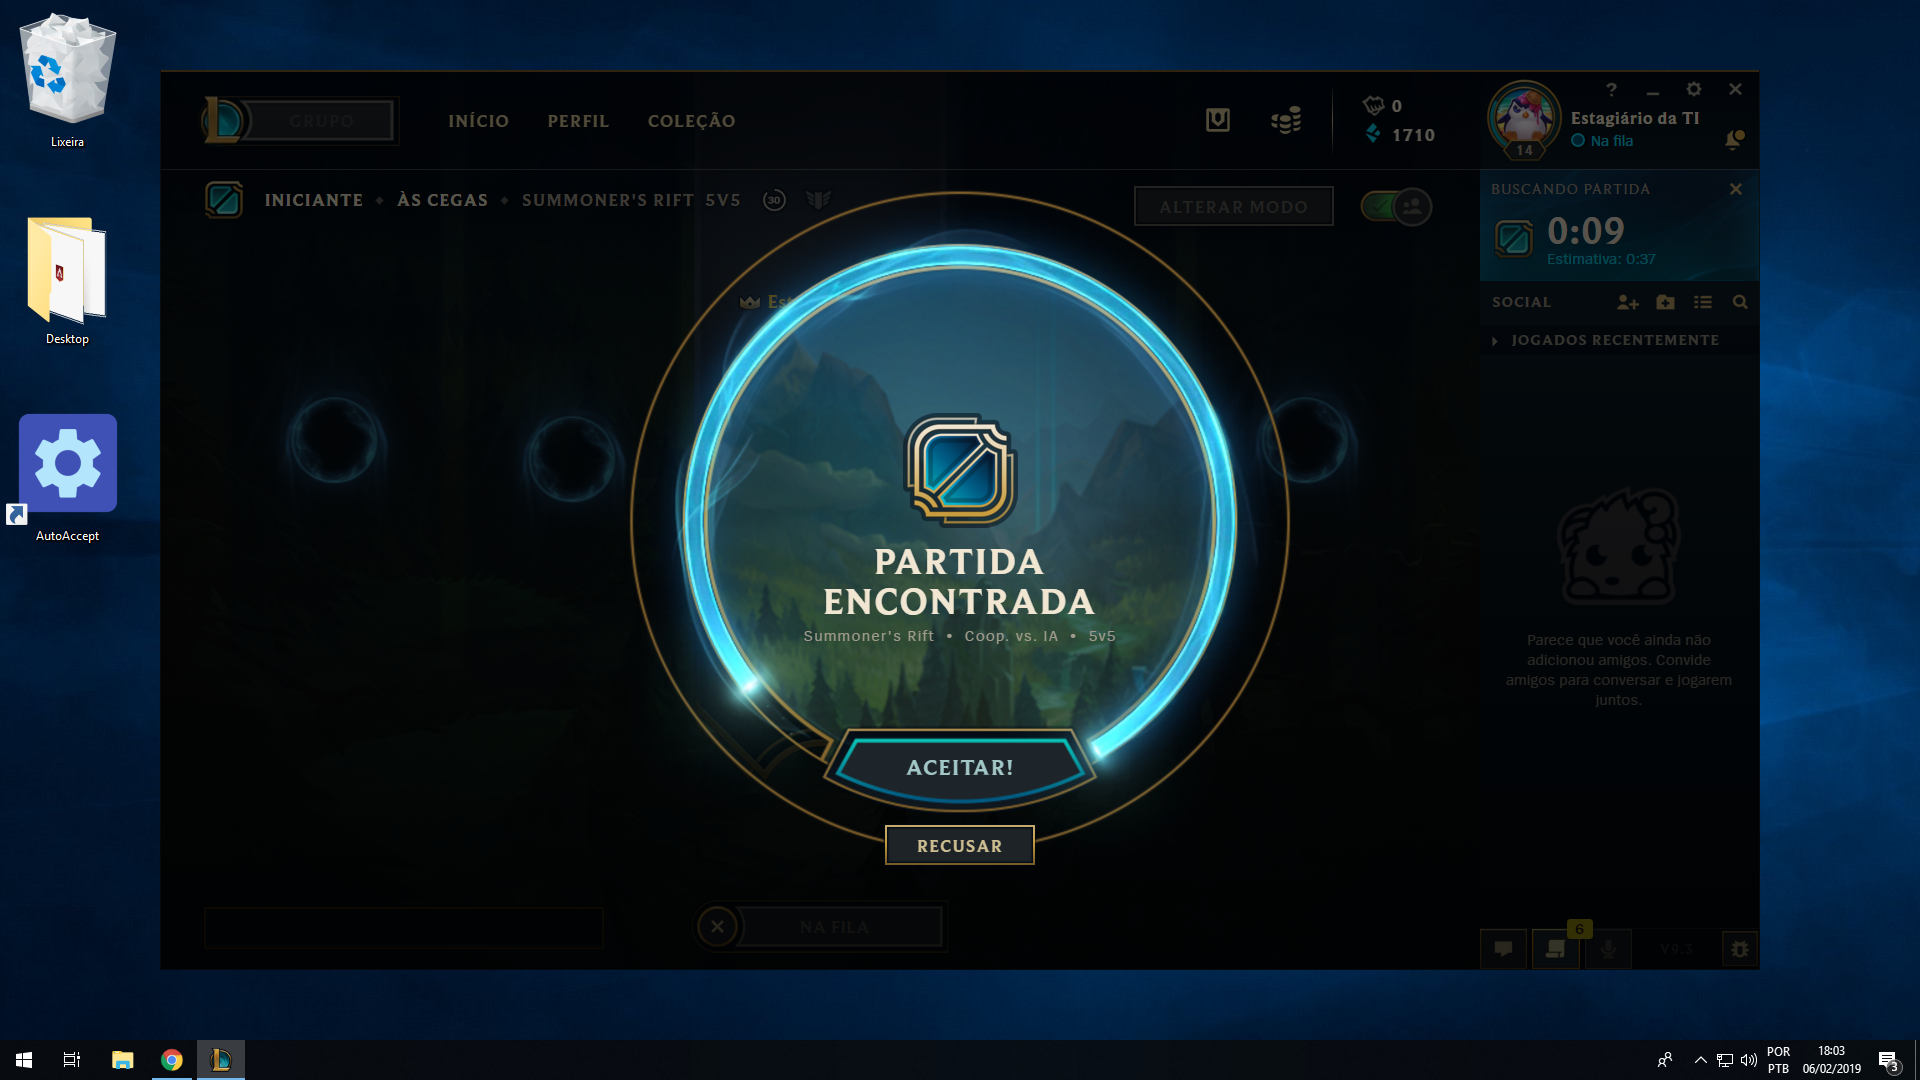 Lixeira
Desktop
AutoAccept
GRUPO
INÍCIO
PERFIL
COLEÇÃO
0
1710
?
Estagiário da TI
Na fila
14
INICIANTE • ÀS CEGAS • SUMMONER'S RIFT 5V5
30
ALTERAR MODO
BUSCANDO PARTIDA
0:09
Estimativa: 0:37
SOCIAL
JOGADOS RECENTEMENTE
Es
PARTIDA
ENCONTRADA
Summoner's Rift • Coop. vs. IA • 5v5
ACEITAR!
RECUSAR
Parece que você ainda não
adicionou amigos. Convide
amigos para conversar e jogarem
juntos.
NA FILA
6
V9.3
POR
PTB
18:03
06/02/2019
3